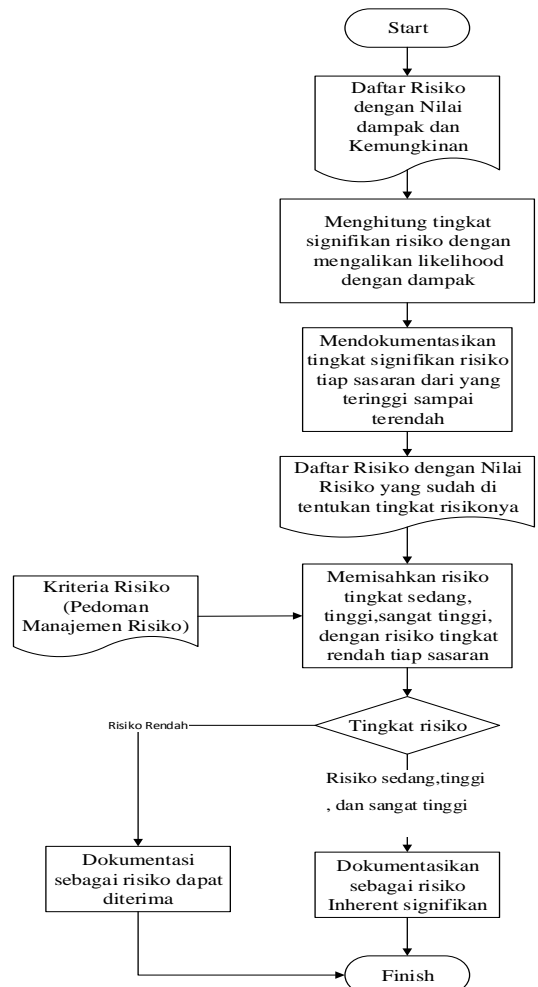 Start
Daftar Risiko
dengan Nilai
dampak dan
Kemungkinan
Menghitung tingkat
signifikan risiko dengan
mengalikan likelihood
dengan dampak
Mendokumentasikan
tingkat signifikan risiko
tiap sasaran dari yang
teringgi sampai
terendah
Daftar Risiko dengan Nilai
Risiko yang sudah di
tentukan tingkat risikonya
Kriteria Risiko
(Pedoman
Manajemen Risiko)
Memisahkan risiko
tingkat sedang,
tinggi,sangat tinggi,
dengan risiko tingkat
rendah tiap sasaran
Tingkat risiko
Risiko Rendah
Risiko sedang,tinggi
, dan sangat tinggi
Dokumentasi
sebagai risiko dapat
diterima
Dokumentasikan
sebagai risiko
Inherent signifikan
Finish